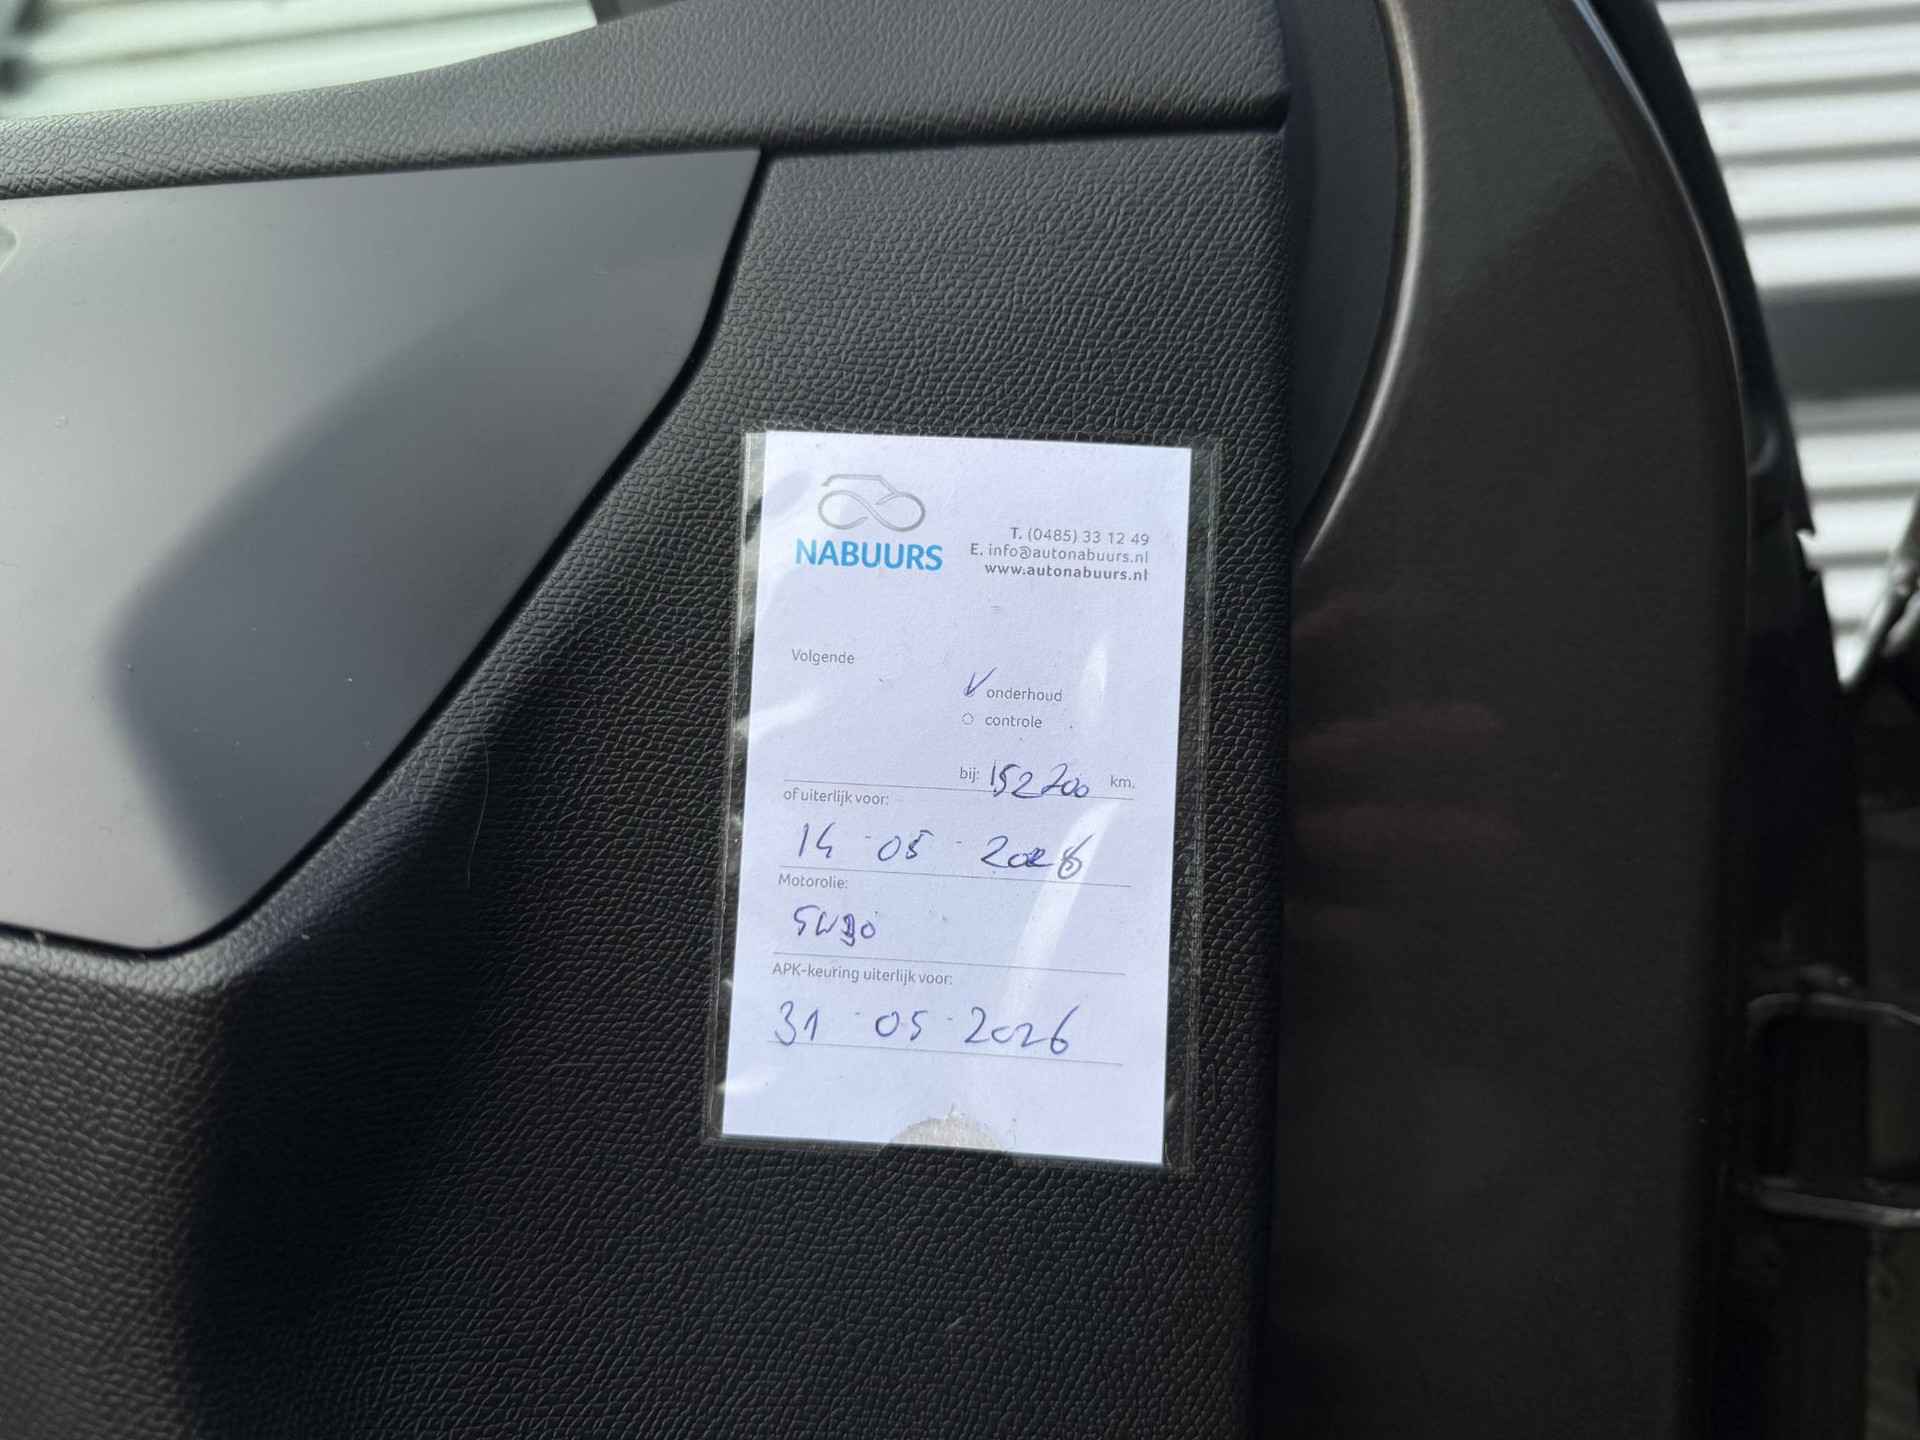 NABUURS
T. (0485) 33 12 49
E. info@autonabuurs.nl
www.autonabuurs.nl
Volgende
onderhoud
controle
bij: 152700 km.
of uiterlijk voor:
14-05-2026
Motorolie:
5W30
APK-keuring uiterlijk voor:
31-05-2026